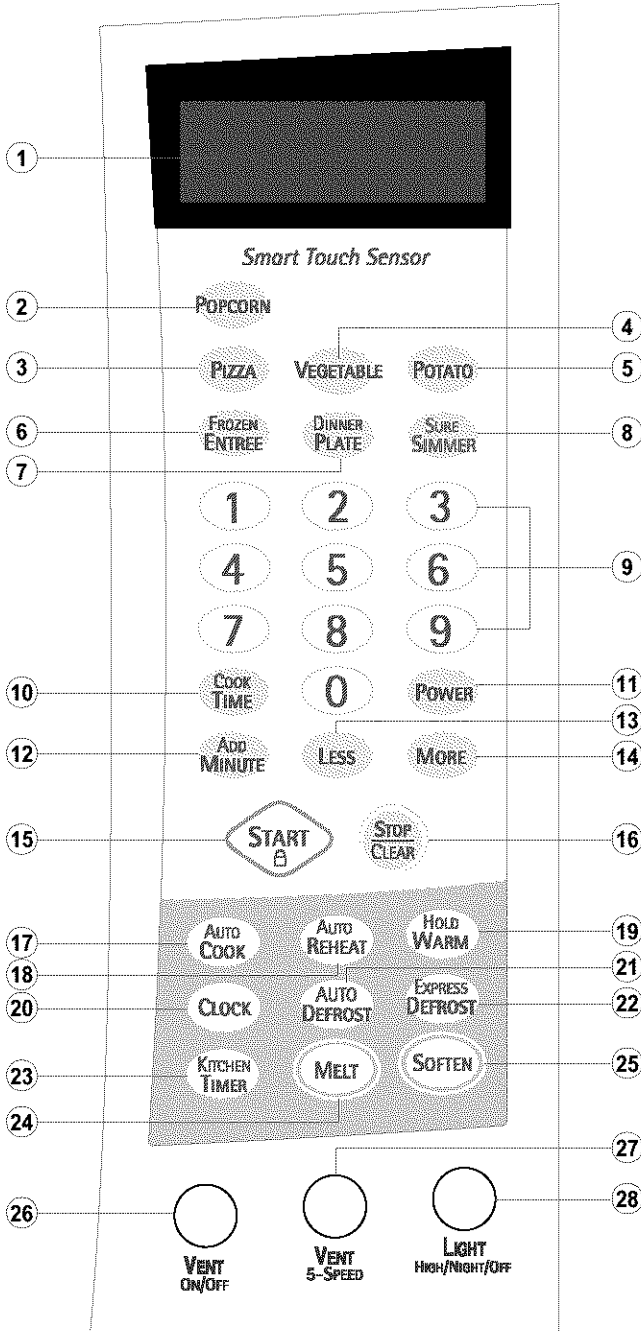 1
Smart Touch Sensor
2
POPCORN
4
3
PIZZA
VEGETABLE
POTATO
5
6
FROZEN
ENTREE
DINNER
PLATE
SURE
SIMMER
8
7
1
2
3
4
5
6
9
7
8
9
10
COOK
TIME
0
POWER
11
13
12
ADD
MINUTE
LESS
MORE
14
15
START
STOP
CLEAR
16
17
AUTO
COOK
AUTO
REHEAT
HOLD
WARM
19
18
21
20
CLOCK
AUTO
DEFROST
EXPRESS
DEFROST
22
23
KITCHEN
TIMER
MELT
SOFTEN
25
24
27
26
28
VENT
ON/OFF
VENT
5-SPEED
LIGHT
HIGH/NIGHT/OFF